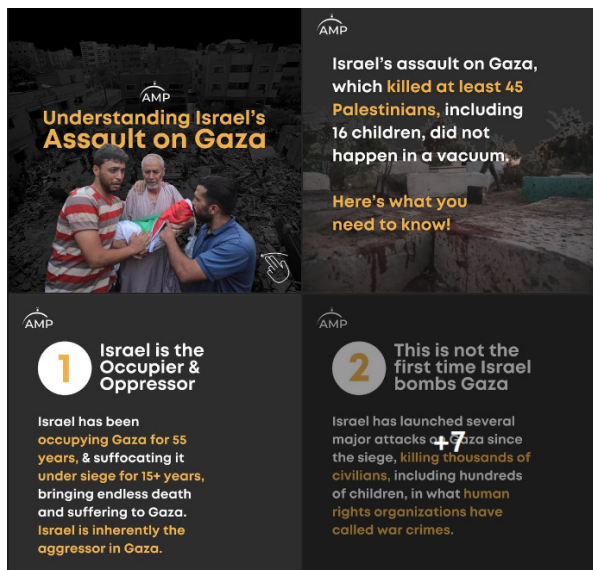 AMP
Understanding Israel's
Assault on Gaza
AMP
Israel's assault on Gaza,
which killed at least 45
Palestinians, including
16 children, did not
happen in a vacuum.
Here's what you
need to know!
AMP
1
Israel is the
Occupier &
Oppressor
Israel has been
occupying Gaza for 55
years, & suffocating it
under siege for 15+ years,
bringing endless death
and suffering to Gaza.
Israel is inherently the
aggressor in Gaza.
AMP
2
This is not the
first time Israel
bombs Gaza
Israel has launched several
major attacks on Gaza since
the siege, killing thousands of
civilians, including hundreds
of children, in what human
rights organizations have
called war crimes.
+7